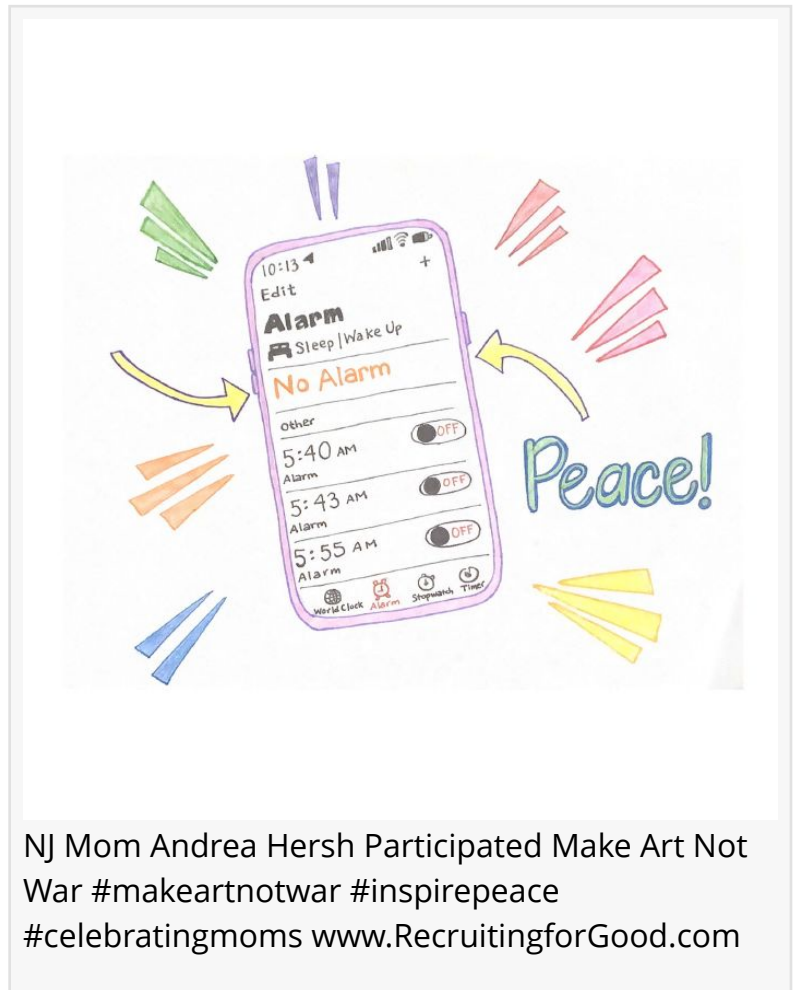 10:13
+
Edit
Alarm
Sleep | Wake Up
No Alarm
Other
5:40 AM OFF
Alarm
5:43 AM OFF
Alarm
5:55 AM OFF
Alarm
World Clock Alarm Stopwatch Timer
Peace!
NJ Mom Andrea Hersh Participated Make Art Not
War #makeartnotwar #inspirepeace
#celebratingmoms www.RecruitingforGood.com